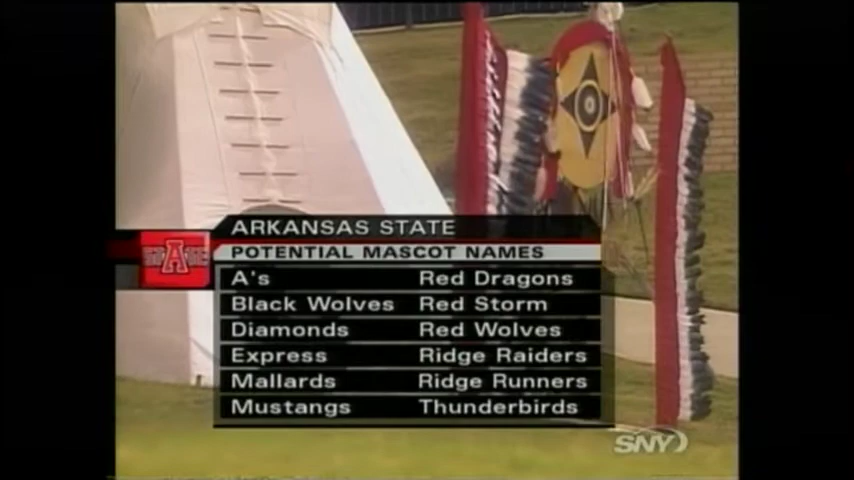 ARKANSAS STATE
STATE
A
POTENTIAL MASCOT NAMES
A's Red Dragons
Black Wolves Red Storm
Diamonds Red Wolves
Express Ridge Raiders
Mallards Ridge Runners
Mustangs Thunderbirds
SNY